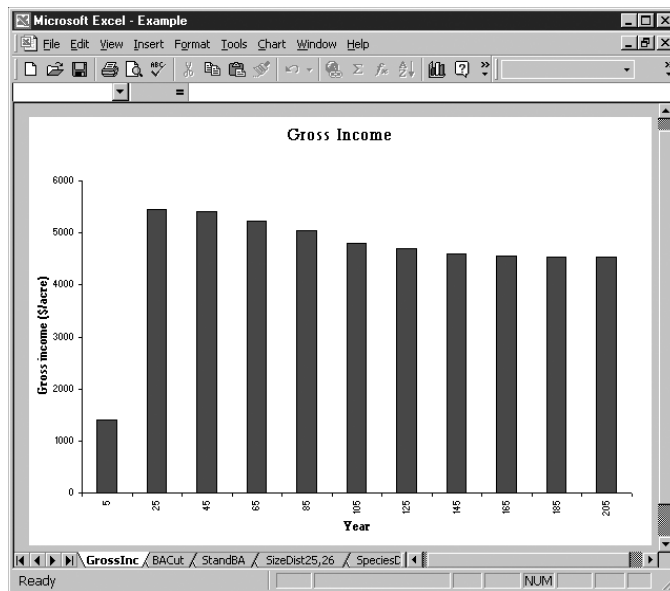 Microsoft Excel - Example
File Edit View Insert Format Tools Chart Window Help
=
Gross Income
6000
5000
4000
3000
2000
1000
0
Gross income ($/acre)
5 25 45 65 85 105 125 145 165 185 205
Year
GrossInc BACut StandBA SizeDist25,26 SpeciesD
Ready NUM